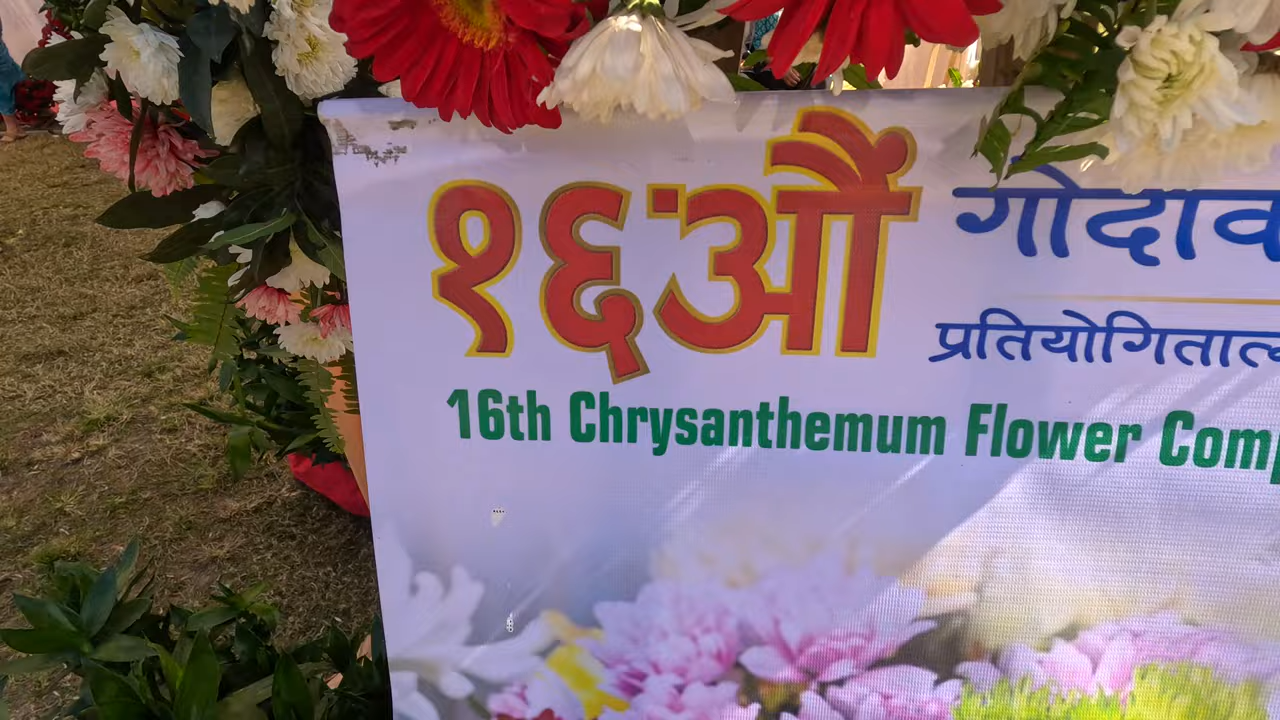 १६औं
गोदाव
प्रतियोगितात्
16th Chrysanthemum Flower Comp